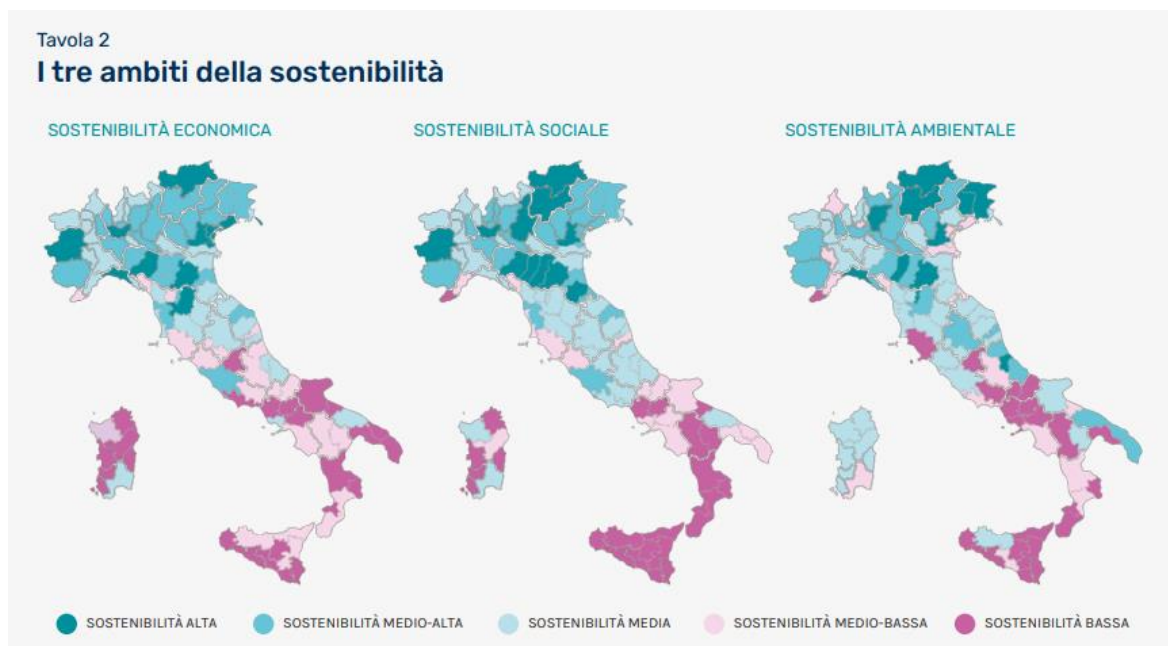 Tavola 2
I tre ambiti della sostenibilità
SOSTENIBILITÀ ECONOMICA
SOSTENIBILITÀ SOCIALE
SOSTENIBILITÀ AMBIENTALE
SOSTENIBILITÀ ALTA
SOSTENIBILITÀ MEDIO-ALTA
SOSTENIBILITÀ MEDIA
SOSTENIBILITÀ MEDIO-BASSA
SOSTENIBILITÀ BASSA